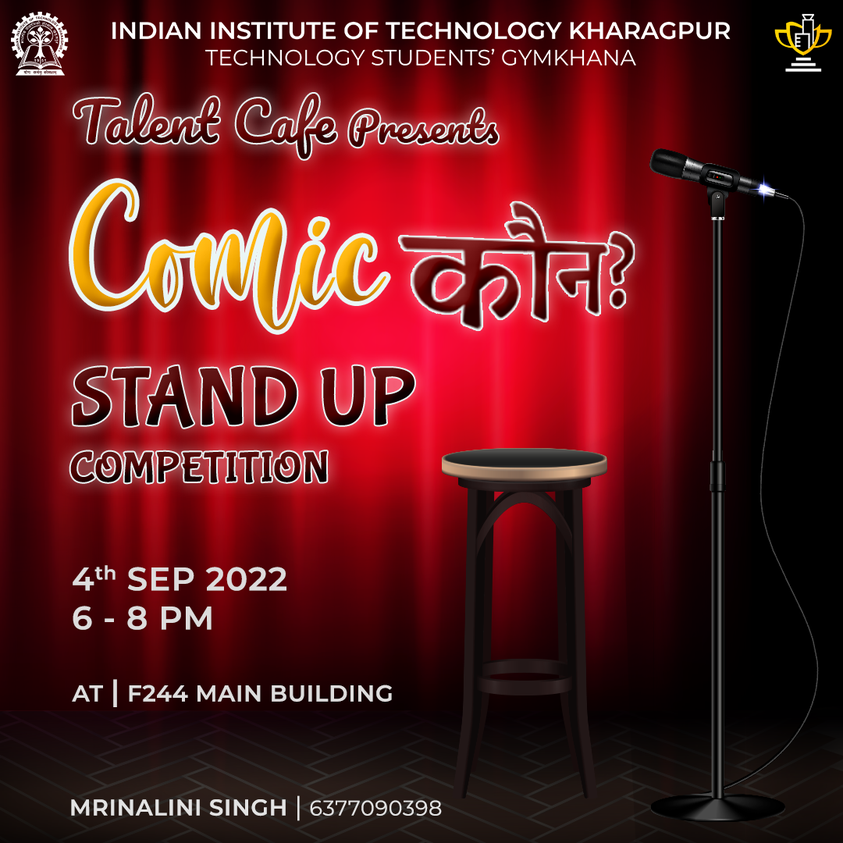 INDIAN INSTITUTE OF TECHNOLOGY KHARAGPUR
TECHNOLOGY STUDENTS' GYMKHANA
Talent Cafe Presents
Comic कौन?
STAND UP
COMPETITION
4th SEP 2022
6 - 8 PM
AT | F244 MAIN BUILDING
MRINALINI SINGH | 6377090398